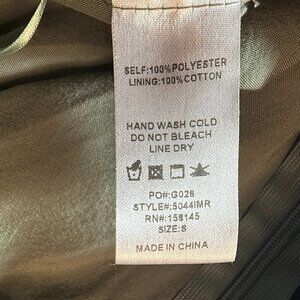 SELF:100%POLYESTER
LINING:100%COTTON
HAND WASH COLD
DO NOT BLEACH
LINE DRY
PO#:G026
STYLE#:5044IMR
RN#:158145
SIZE:S
MADE IN CHINA